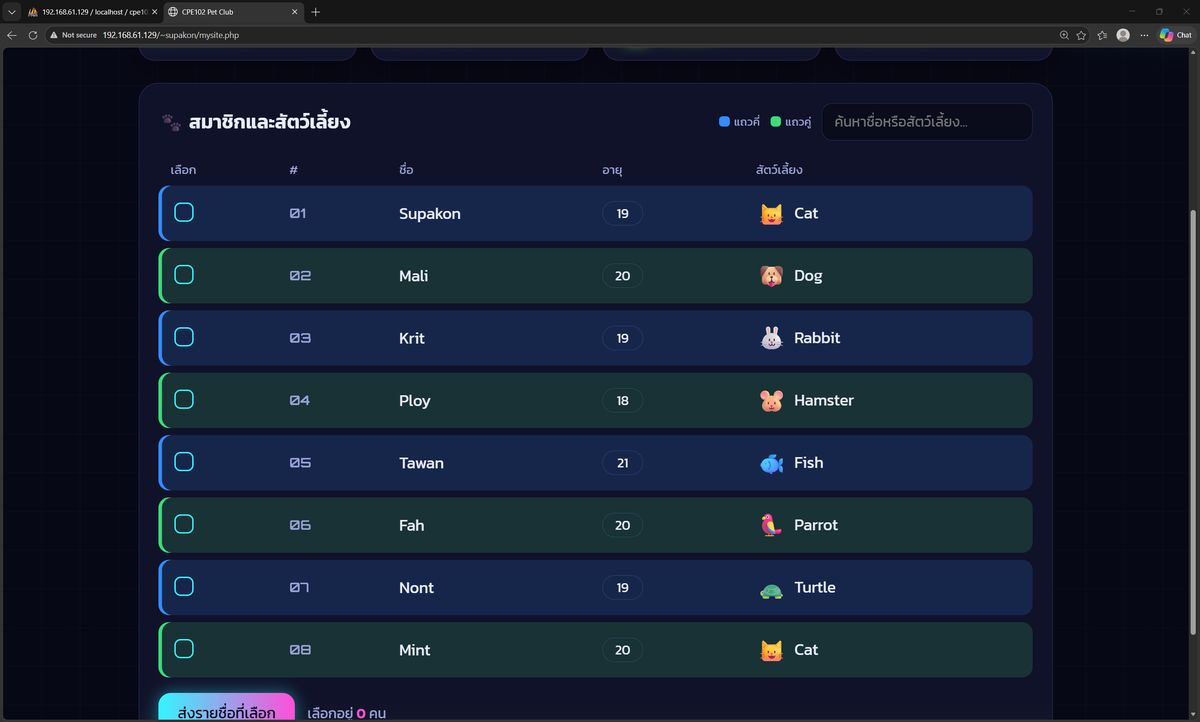 192.168.61.129 / localhost / cpe10
CPE102 Pet Club
Not secure 192.168.61.129/~supakon/mysite.php
Chat
สมาชิกและสัตว์เลี้ยง
แถวคี่ แถวคู่ ค้นหาชื่อหรือสัตว์เลี้ยง...
เลือก # ชื่อ อายุ สัตว์เลี้ยง
01 Supakon 19 Cat
02 Mali 20 Dog
03 Krit 19 Rabbit
04 Ploy 18 Hamster
05 Tawan 21 Fish
06 Fah 20 Parrot
07 Nont 19 Turtle
08 Mint 20 Cat
ส่งรายชื่อที่เลือก เลือกอยู่ 0 คน